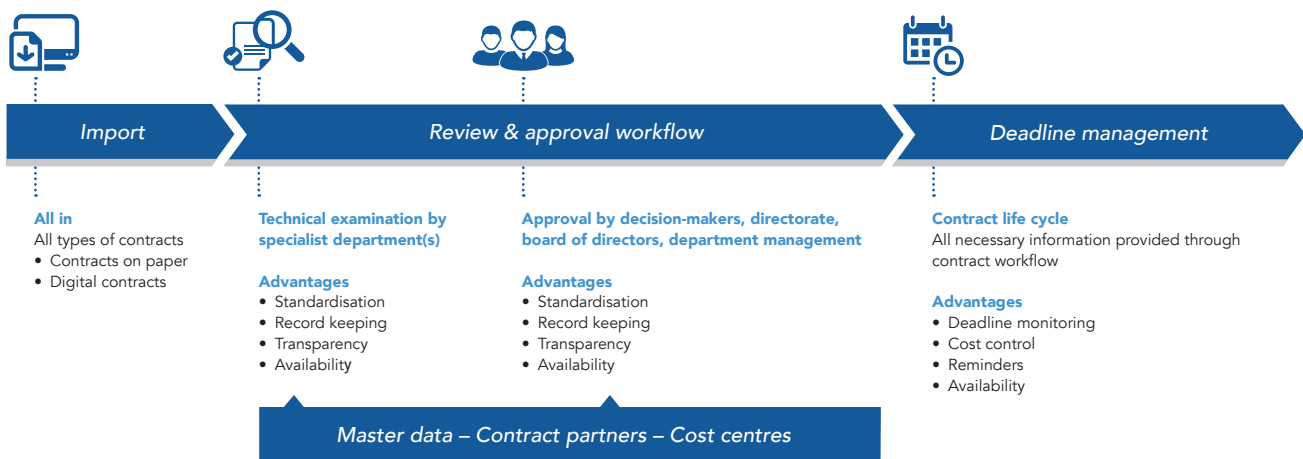 Import
Review & approval workflow
Deadline management
All in
All types of contracts
• Contracts on paper
• Digital contracts
Technical examination by
specialist department(s)
Advantages
• Standardisation
• Record keeping
• Transparency
• Availability
Approval by decision-makers, directorate,
board of directors, department management
Advantages
• Standardisation
• Record keeping
• Transparency
• Availability
Contract life cycle
All necessary information provided through
contract workflow
Advantages
• Deadline monitoring
• Cost control
• Reminders
• Availability
Master data – Contract partners – Cost centres